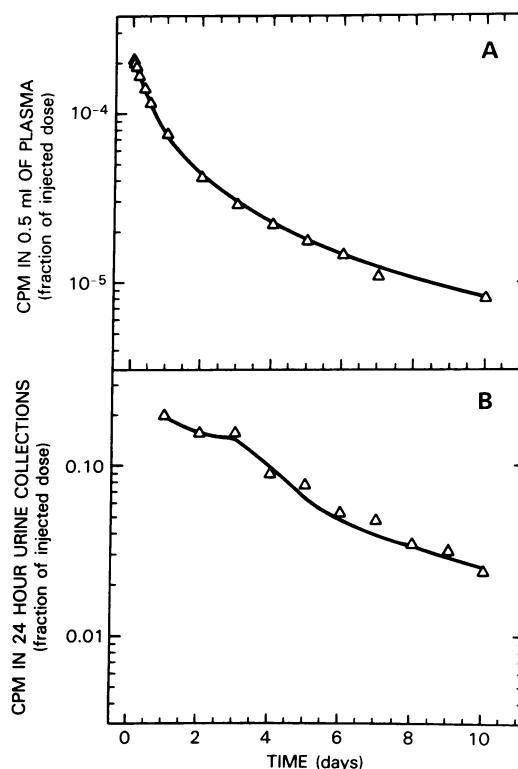 A
CPM IN 0.5 ml OF PLASMA
(fraction of injected dose)
10⁻⁴
10⁻⁵
B
CPM IN 24 HOUR URINE COLLECTIONS
(fraction of injected dose)
0.10
0.01
0 2 4 6 8 10
TIME (days)